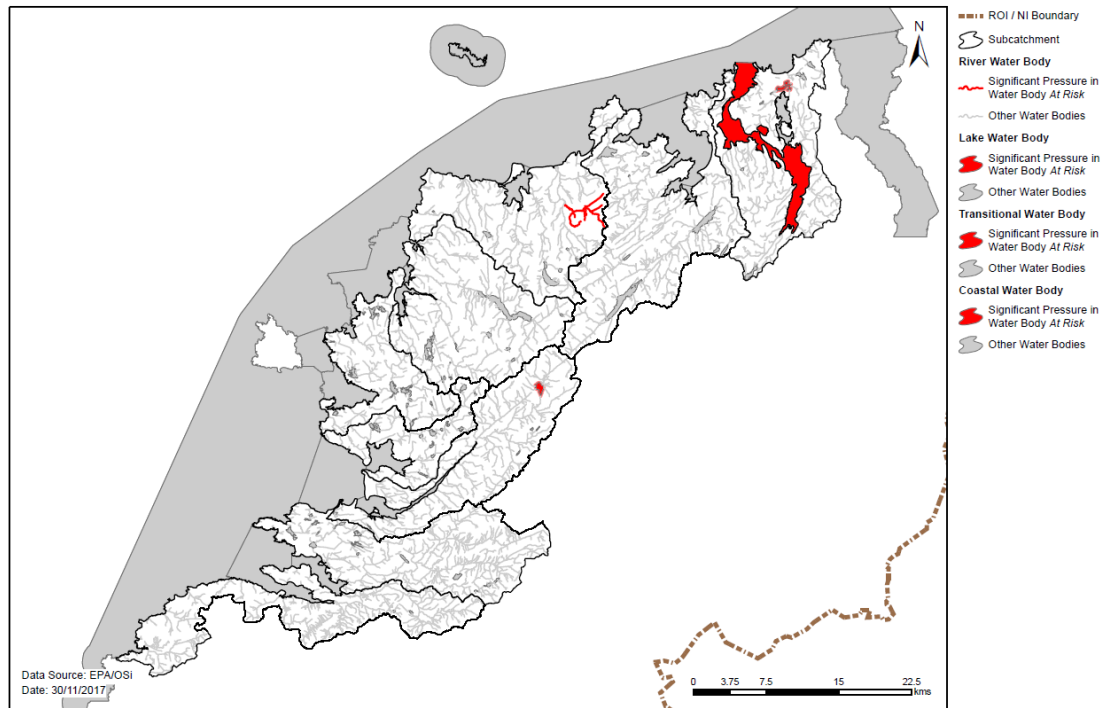 N
ROI / NI Boundary
Subcatchment
River Water Body
Significant Pressure in
Water Body At Risk
Other Water Bodies
Lake Water Body
Significant Pressure in
Water Body At Risk
Other Water Bodies
Transitional Water Body
Significant Pressure in
Water Body At Risk
Other Water Bodies
Coastal Water Body
Significant Pressure in
Water Body At Risk
Other Water Bodies
Data Source: EPA/OSi
Date: 30/11/2017
0 3.75 7.5 15 22.5
kms